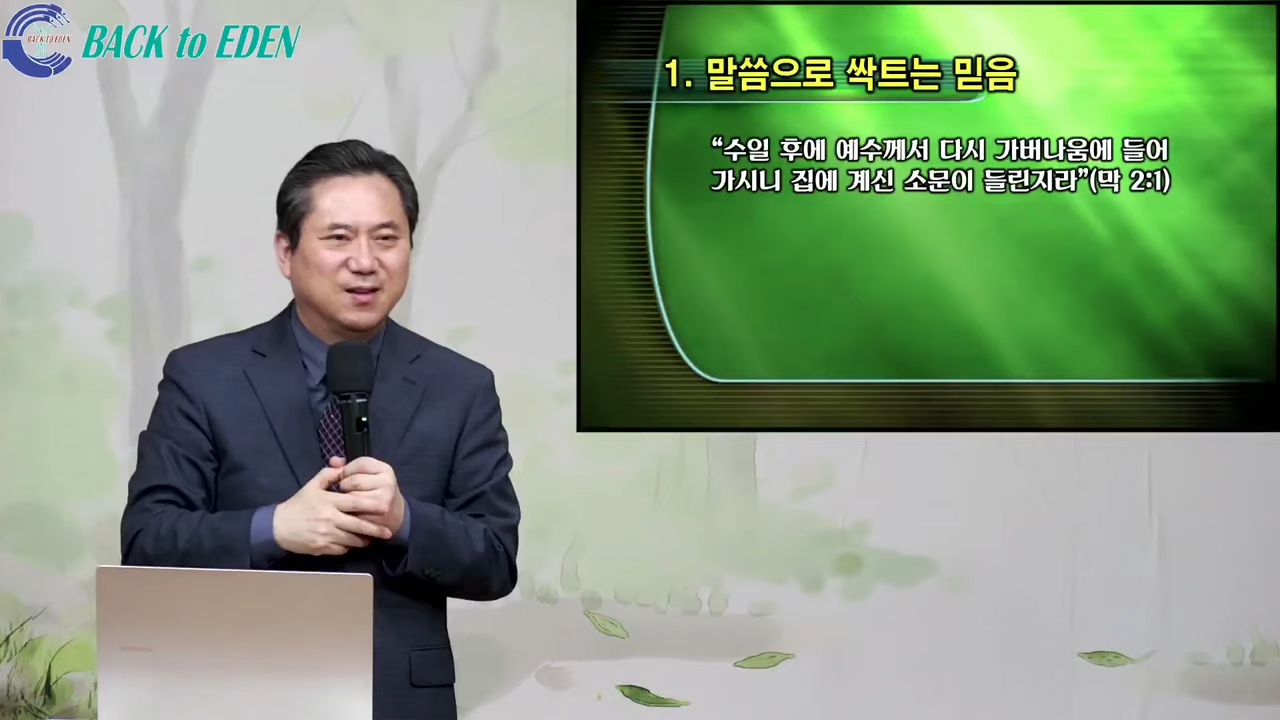 BACK TO EDEN
BACK to EDEN
1. 말씀으로 싹트는 믿음
“수일 후에 예수께서 다시 가버나움에 들어
가시니 집에 계신 소문이 들린지라”(막 2:1)